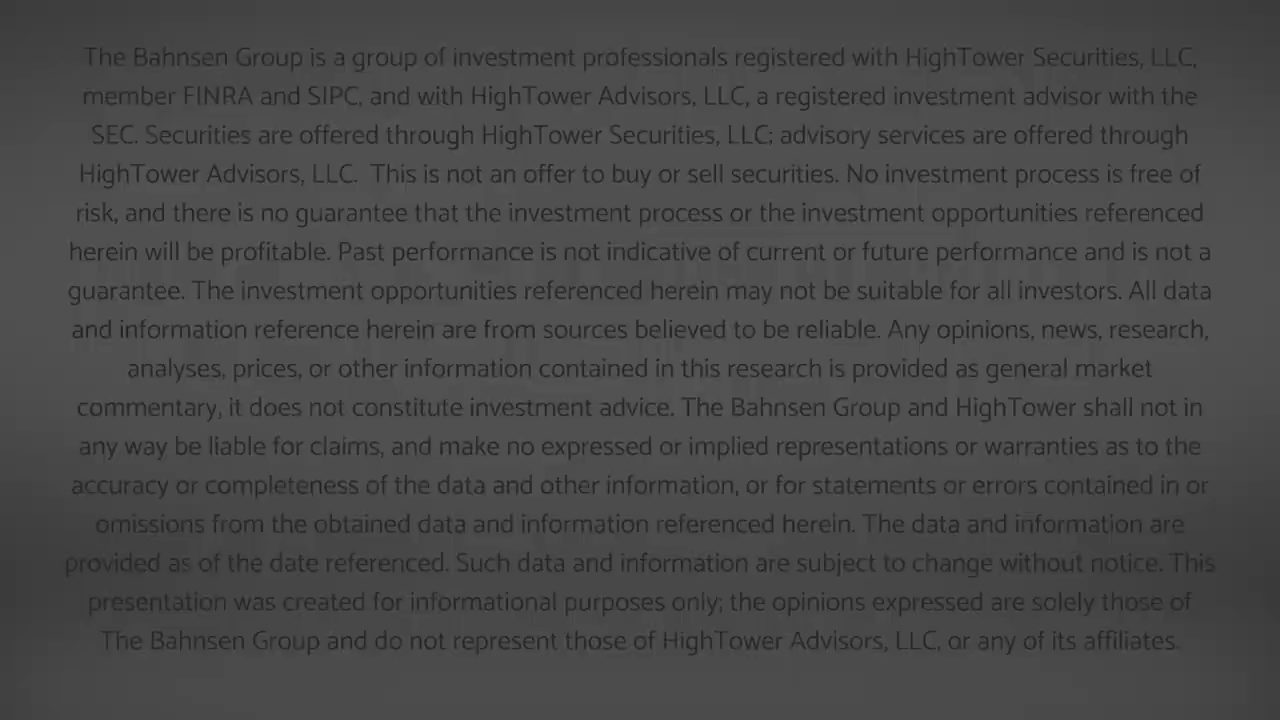 The Bahnsen Group is a group of investment professionals registered with HighTower Securities, LLC,
member FINRA and SIPC, and with HighTower Advisors, LLC, a registered investment advisor with the
SEC. Securities are offered through HighTower Securities, LLC; advisory services are offered through
HighTower Advisors, LLC.  This is not an offer to buy or sell securities. No investment process is free of
risk, and there is no guarantee that the investment process or the investment opportunities referenced
herein will be profitable. Past performance is not indicative of current or future performance and is not a
guarantee. The investment opportunities referenced herein may not be suitable for all investors. All data
and information reference herein are from sources believed to be reliable. Any opinions, news, research,
analyses, prices, or other information contained in this research is provided as general market
commentary, it does not constitute investment advice. The Bahnsen Group and HighTower shall not in
any way be liable for claims, and make no expressed or implied representations or warranties as to the
accuracy or completeness of the data and other information, or for statements or errors contained in or
omissions from the obtained data and information referenced herein. The data and information are
provided as of the date referenced. Such data and information are subject to change without notice. This
presentation was created for informational purposes only; the opinions expressed are solely those of
The Bahnsen Group and do not represent those of HighTower Advisors, LLC, or any of its affiliates.